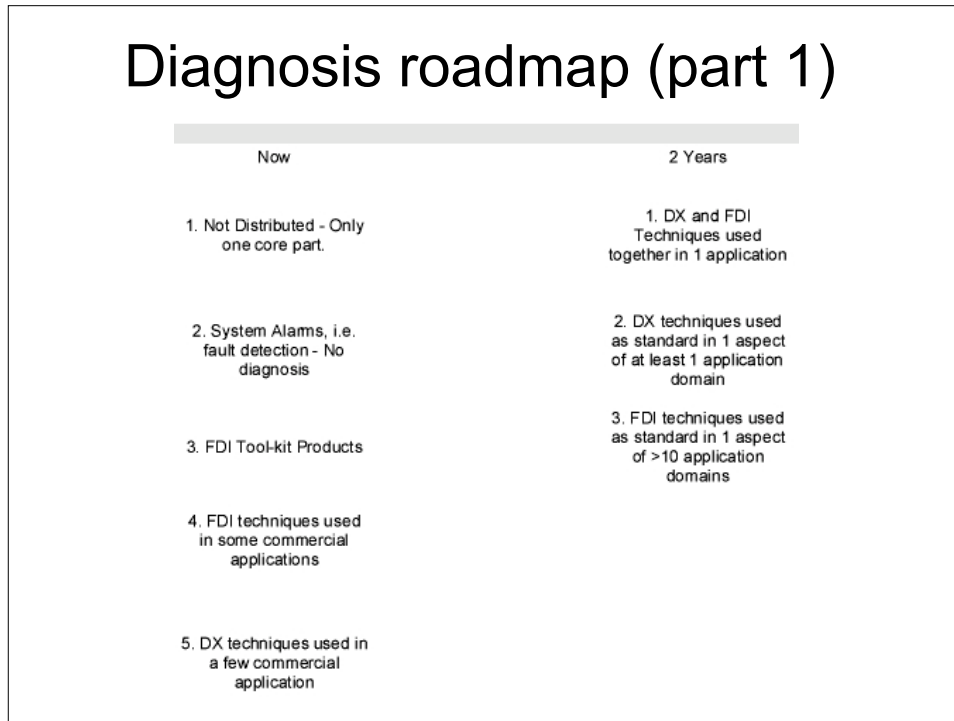 Diagnosis roadmap (part 1)
Now
1. Not Distributed - Only
one core part.
2. System Alarms, i.e.
fault detection - No
diagnosis
3. FDI Tool-kit Products
4. FDI techniques used
in some commercial
applications
5. DX techniques used in
a few commercial
application
2 Years
1. DX and FDI
Techniques used
together in 1 application
2. DX techniques used
as standard in 1 aspect
of at least 1 application
domain
3. FDI techniques used
as standard in 1 aspect
of >10 application
domains